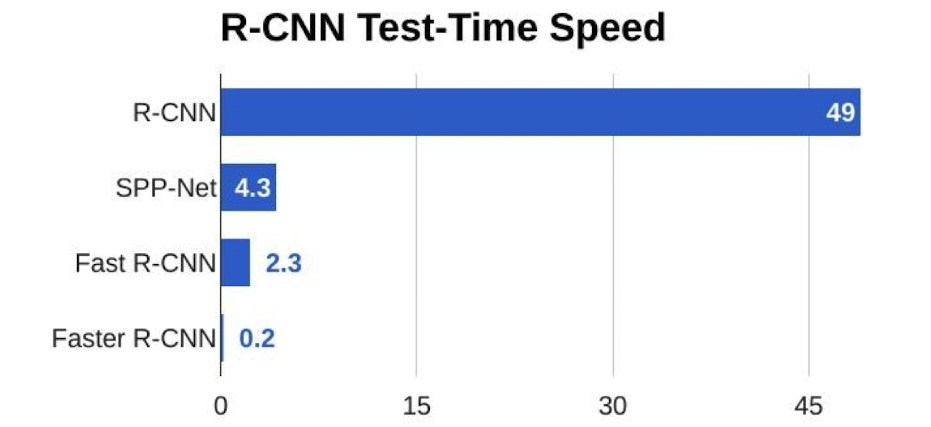 R-CNN Test-Time Speed
R-CNN 49
SPP-Net 4.3
Fast R-CNN 2.3
Faster R-CNN 0.2
0 15 30 45